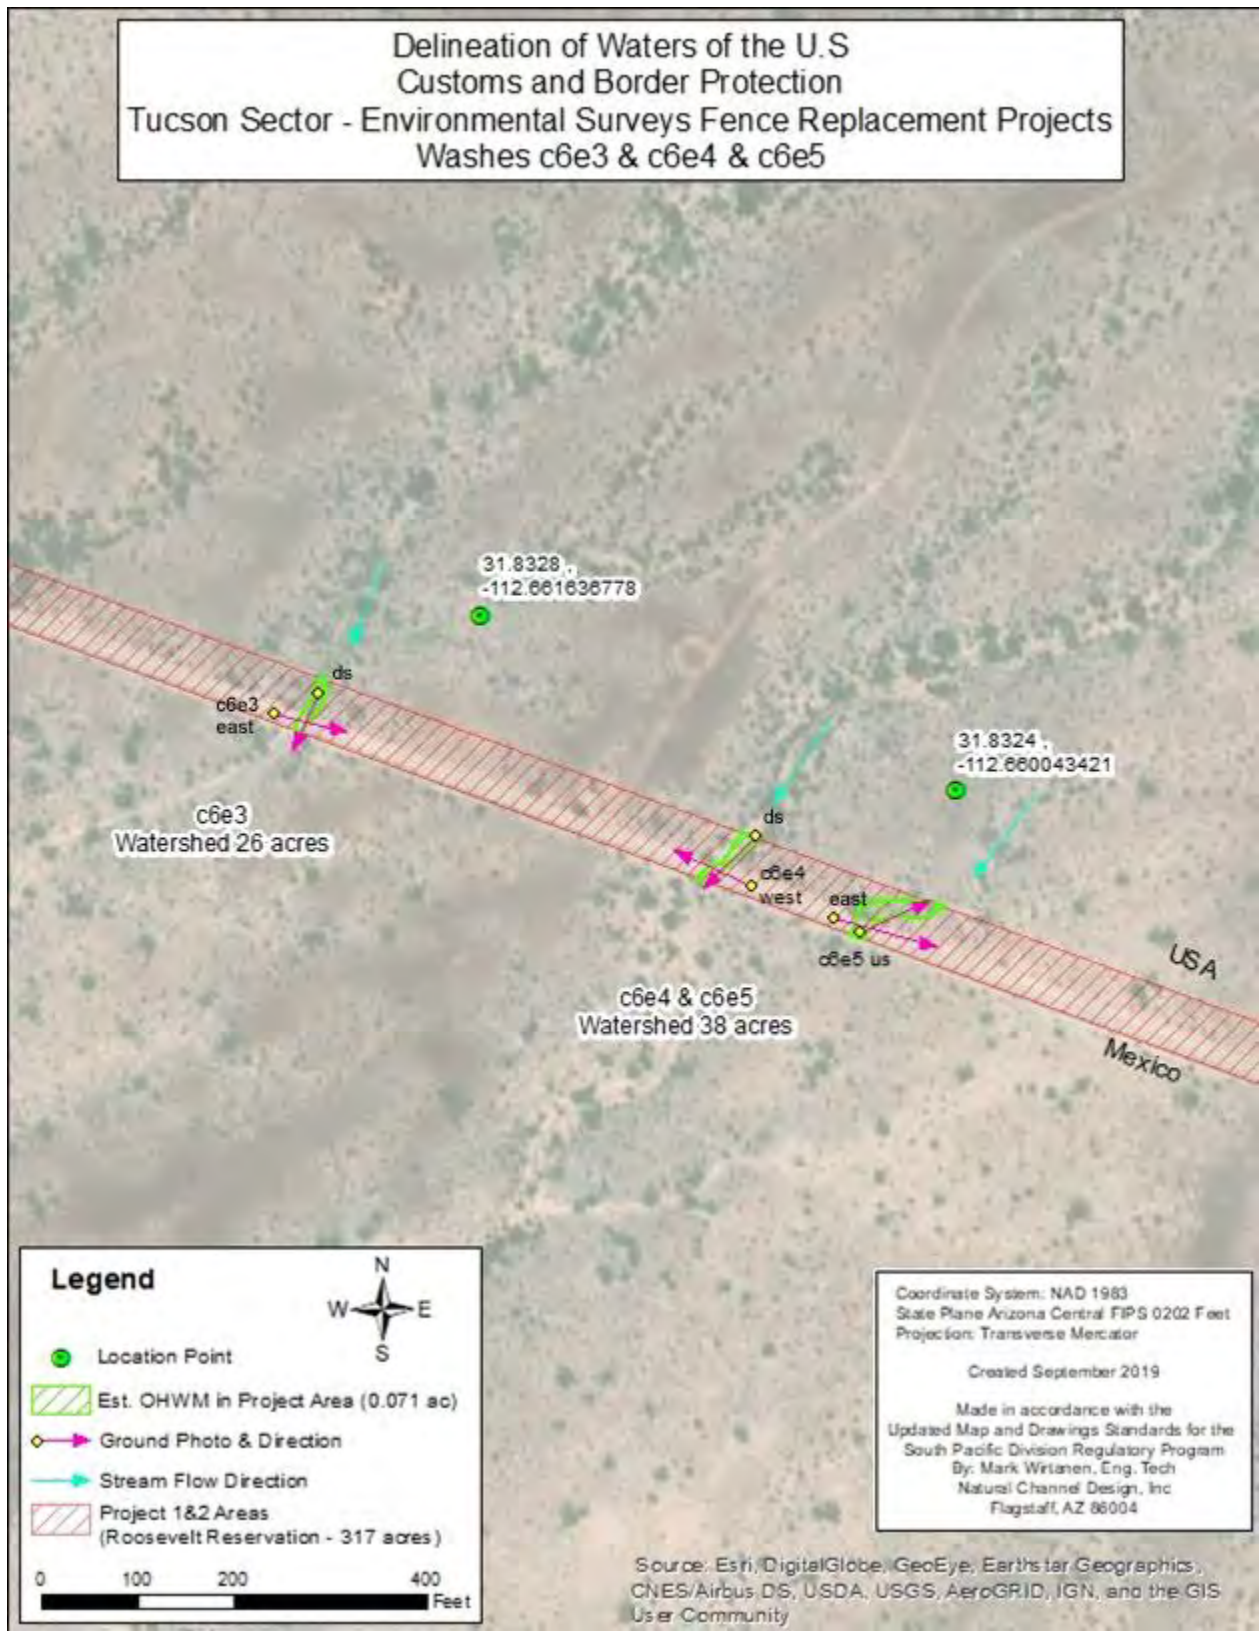 Delineation of Waters of the U.S
Customs and Border Protection
Tucson Sector - Environmental Surveys Fence Replacement Projects
Washes c6e3 & c6e4 & c6e5
31.8328 ,
-112.661636778
ds
c6e3
east
31.8324 ,
-112.660043421
c6e3
Watershed 26 acres
ds
c6e4
west
east
c6e5 us
USA
c6e4 & c6e5
Watershed 38 acres
Mexico
Legend
N
W
E
S
Location Point
Est. OHWM in Project Area (0.071 ac)
Ground Photo & Direction
Stream Flow Direction
Project 1&2 Areas
(Roosevelt Reservation - 317 acres)
0
100
200
400
Feet
Coordinate System: NAD 1983
State Plane Arizona Central FIPS 0202 Feet
Projection: Transverse Mercator
Created September 2019
Made in accordance with the
Updated Map and Drawings Standards for the
South Pacific Division Regulatory Program
By: Mark Wirtanen, Eng. Tech
Natural Channel Design, Inc
Flagstaff, AZ 86004
Source: Esri, DigitalGlobe, GeoEye, Earthstar Geographics,
CNES/Airbus DS, USDA, USGS, AeroGRID, IGN, and the GIS
User Community